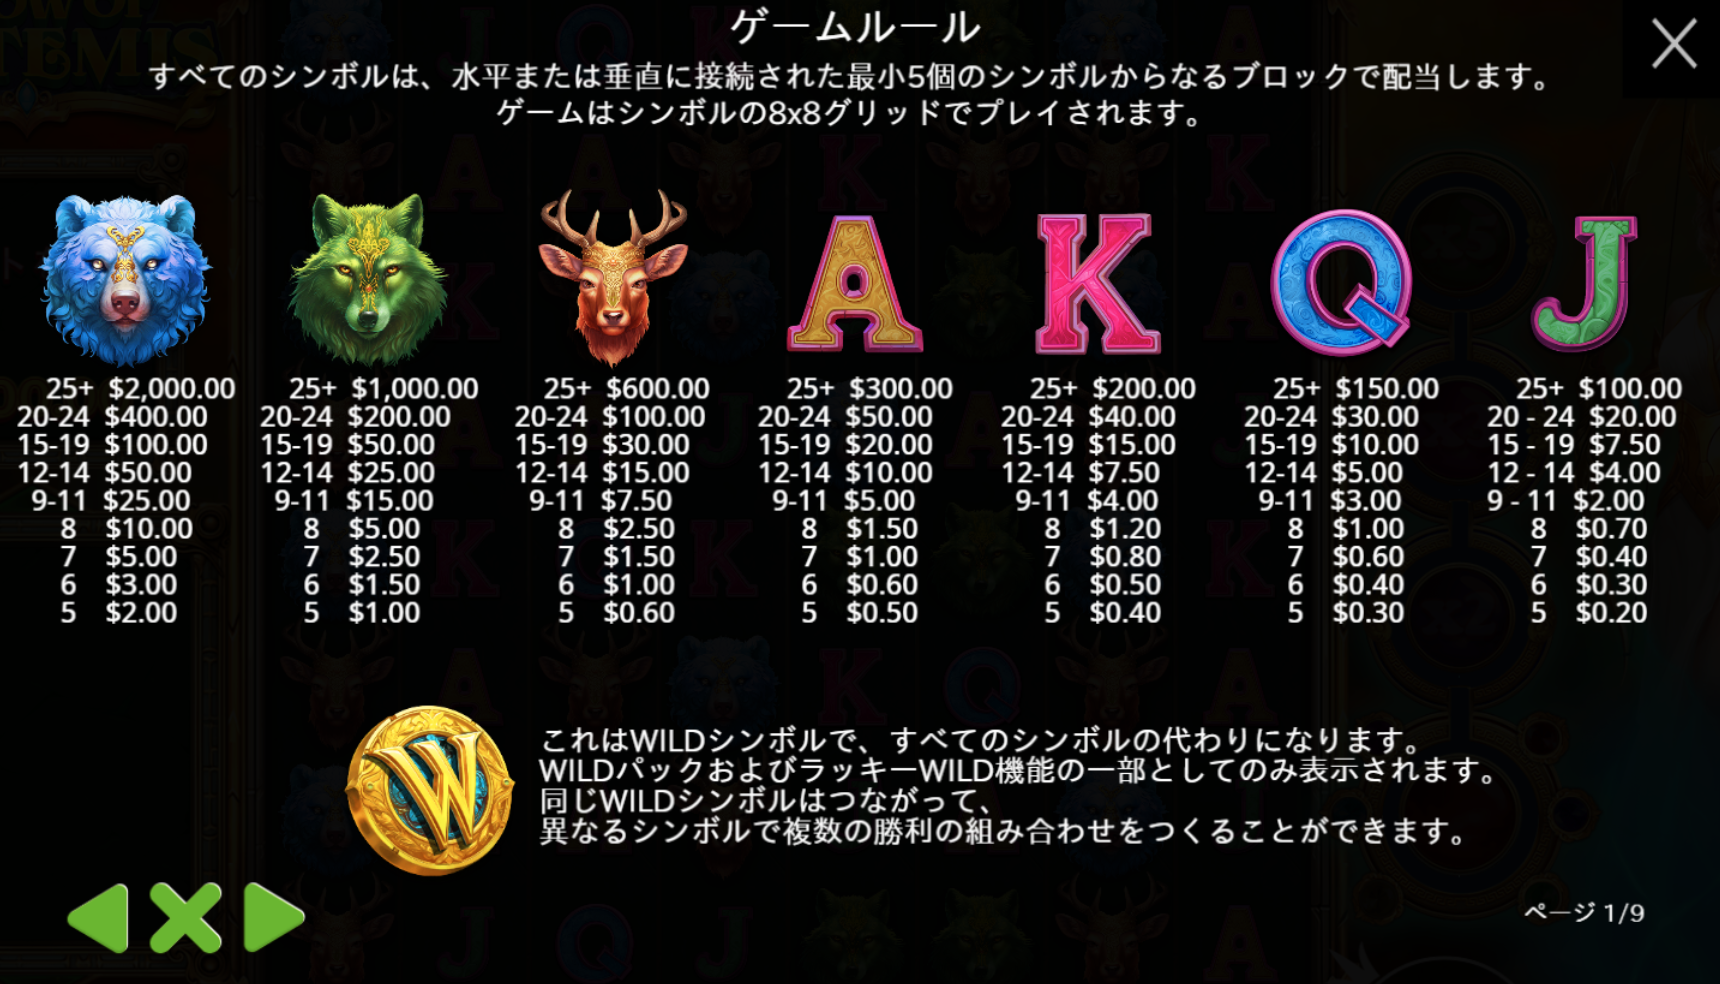 ゲームルール
すべてのシンボルは、水平または垂直に接続された最小5個のシンボルからなるブロックで配当します。
ゲームはシンボルの8x8グリッドでプレイされます。
A K Q J
25+ $2,000.00 25+ $1,000.00 25+ $600.00 25+ $300.00 25+ $200.00 25+ $150.00 25+ $100.00
20-24 $400.00 20-24 $200.00 20-24 $100.00 20-24 $50.00 20-24 $40.00 20-24 $30.00 20 - 24 $20.00
15-19 $100.00 15-19 $50.00 15-19 $30.00 15-19 $20.00 15-19 $15.00 15-19 $10.00 15 - 19 $7.50
12-14 $50.00 12-14 $25.00 12-14 $15.00 12-14 $10.00 12-14 $7.50 12-14 $5.00 12 - 14 $4.00
9-11 $25.00 9-11 $15.00 9-11 $7.50 9-11 $5.00 9-11 $4.00 9-11 $3.00 9 - 11 $2.00
8 $10.00 8 $5.00 8 $2.50 8 $1.50 8 $1.20 8 $1.00 8 $0.70
7 $5.00 7 $2.50 7 $1.50 7 $1.00 7 $0.80 7 $0.60 7 $0.40
6 $3.00 6 $1.50 6 $1.00 6 $0.60 6 $0.50 6 $0.40 6 $0.30
5 $2.00 5 $1.00 5 $0.60 5 $0.50 5 $0.40 5 $0.30 5 $0.20
W
これはWILDシンボルで、すべてのシンボルの代わりになります。
WILDパックおよびラッキーWILD機能の一部としてのみ表示されます。
同じWILDシンボルはつながって、
異なるシンボルで複数の勝利の組み合わせをつくることができます。
ページ 1/9